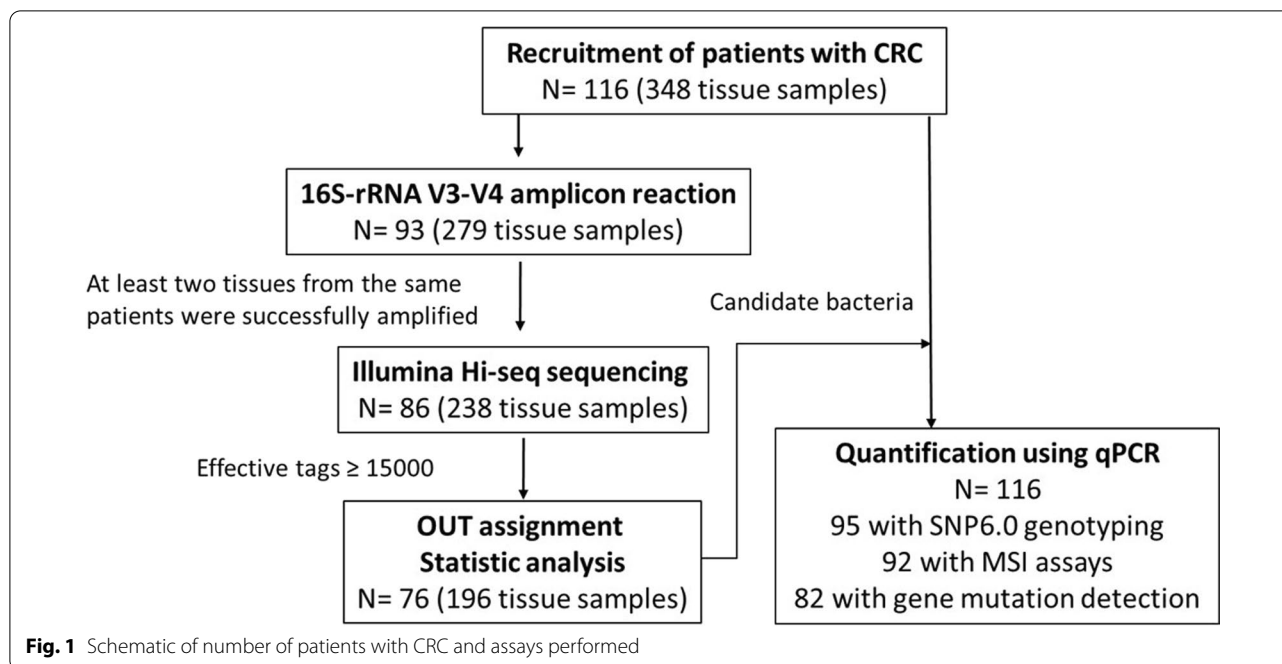 Recruitment of patients with CRC
N= 116 (348 tissue samples)
16S-rRNA V3-V4 amplicon reaction
N= 93 (279 tissue samples)
At least two tissues from the same
patients were successfully amplified
Candidate bacteria
Illumina Hi-seq sequencing
N= 86 (238 tissue samples)
Effective tags ≥ 15000
OUT assignment
Statistic analysis
N= 76 (196 tissue samples)
Quantification using qPCR
N= 116
95 with SNP6.0 genotyping
92 with MSI assays
82 with gene mutation detection
Fig. 1 Schematic of number of patients with CRC and assays performed